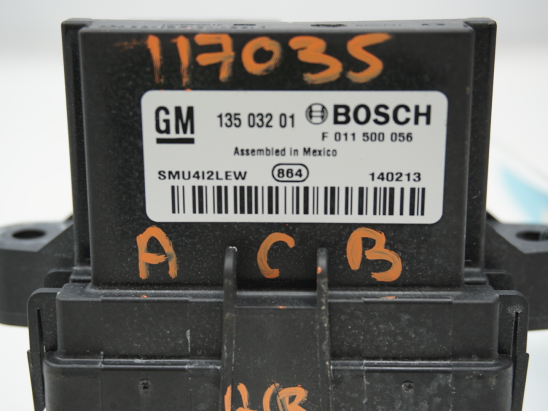 117035
GM 135 032 01 BOSCH
F 011 500 056
Assembled in Mexico
SMU4I2LEW 864 140213
A C B